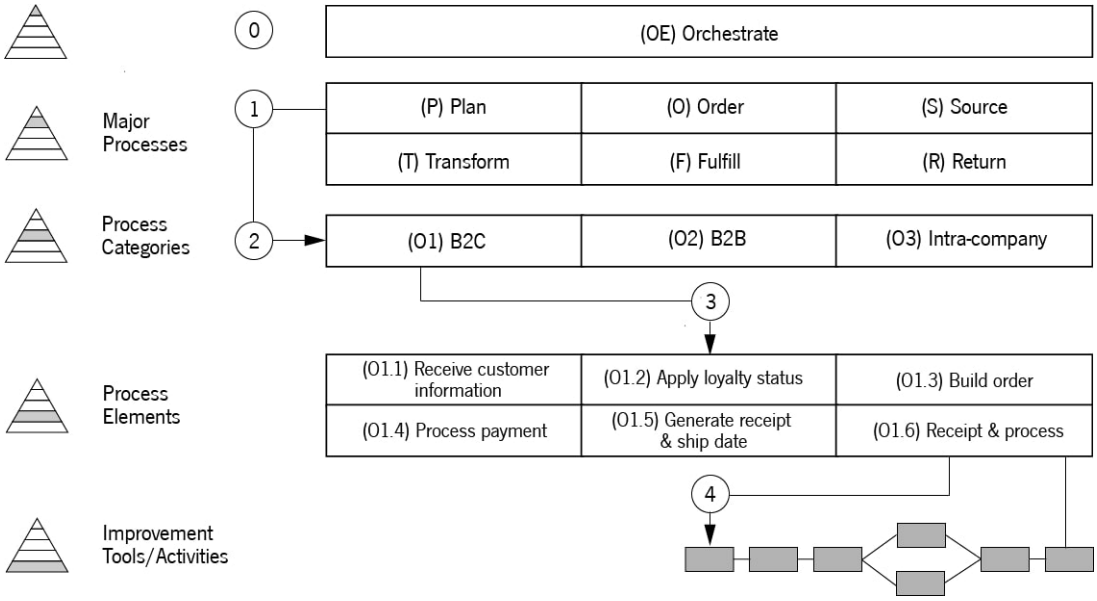 0
(OE) Orchestrate
1
Major
Processes
(P) Plan
(O) Order
(S) Source
(T) Transform
(F) Fulfill
(R) Return
Process
Categories
2
(O1) B2C
(O2) B2B
(O3) Intra-company
3
Process
Elements
(O1.1) Receive customer
information
(O1.2) Apply loyalty status
(O1.3) Build order
(O1.4) Process payment
(O1.5) Generate receipt
& ship date
(O1.6) Receipt & process
4
Improvement
Tools/Activities